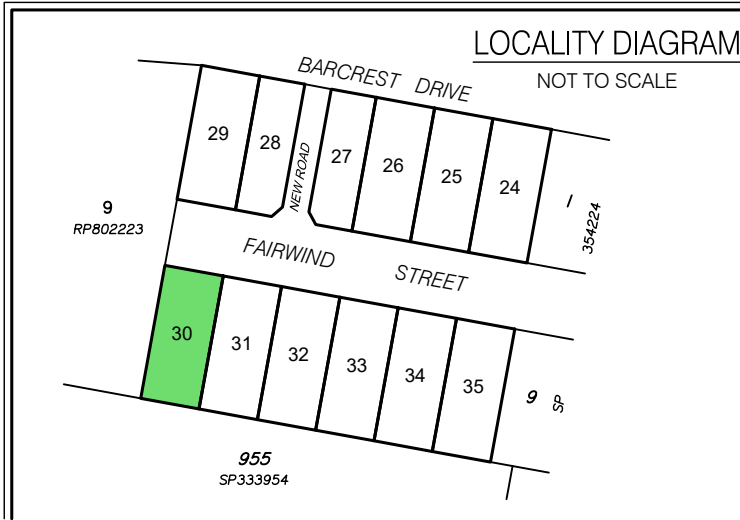 LOCALITY DIAGRAM
NOT TO SCALE
BARCREST DRIVE
29
28
NEW ROAD
27
26
25
24
1
354224
9
RP802223
FAIRWIND STREET
30
31
32
33
34
35
9
SP
955
SP333954